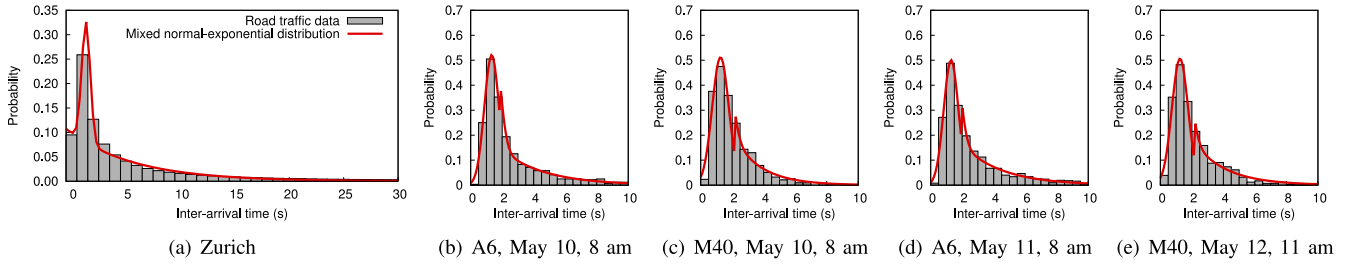 Road traffic data
Mixed normal-exponential distribution
Probability
0.35
0.30
0.25
0.20
0.15
0.10
0.05
0.00
0 5 10 15 20 25 30
Inter-arrival time (s)
(a) Zurich
Probability
0.7
0.6
0.5
0.4
0.3
0.2
0.1
0
0 2 4 6 8 10
Inter-arrival time (s)
(b) A6, May 10, 8 am
Probability
0.7
0.6
0.5
0.4
0.3
0.2
0.1
0
0 2 4 6 8 10
Inter-arrival time (s)
(c) M40, May 10, 8 am
Probability
0.7
0.6
0.5
0.4
0.3
0.2
0.1
0
0 2 4 6 8 10
Inter-arrival time (s)
(d) A6, May 11, 8 am
Probability
0.7
0.6
0.5
0.4
0.3
0.2
0.1
0
0 2 4 6 8 10
Inter-arrival time (s)
(e) M40, May 12, 11 am